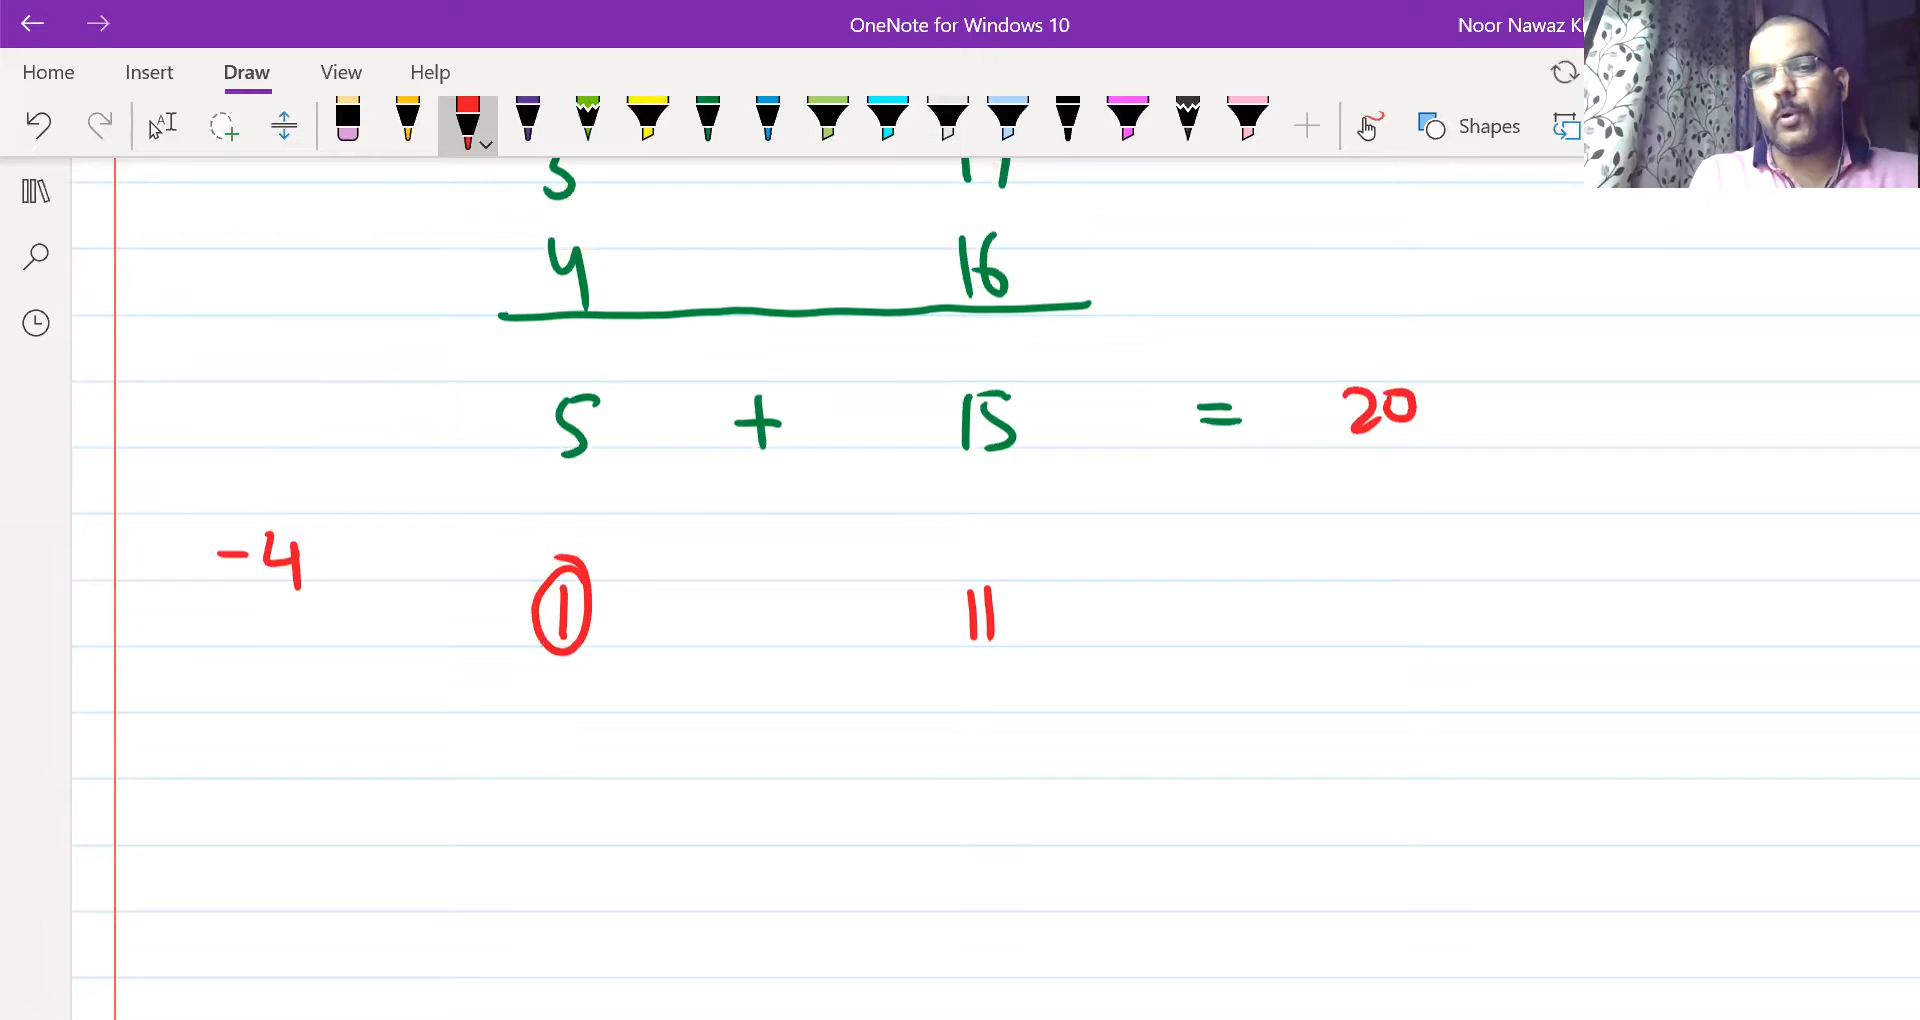 OneNote for Windows 10
Noor Nawaz K
Home Insert Draw View Help
Shapes
4 16
5 + 15 = 20
-4 1 11